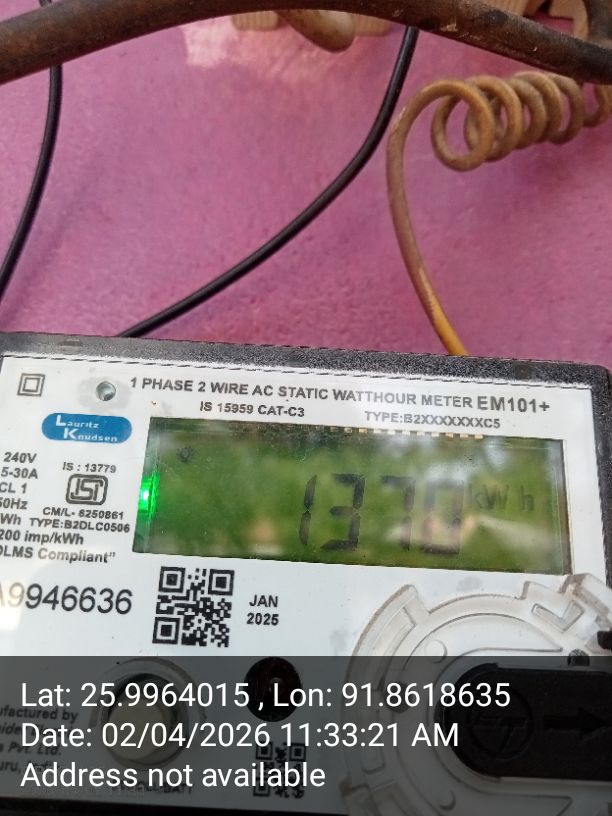 1 PHASE 2 WIRE AC STATIC WATTHOUR METER EM101+
IS 15959 CAT-C3 TYPE:B2XXXXXXXC5
Lauritz
Knudsen
240V
5-30A
IS : 13779
CL 1
50Hz
ISI
CM/L- 8250861
TYPE:B2DLC0506
200 imp/kWh
DLMS Compliant"
1370 kWh
9946636
JAN
2025
Lat: 25.9964015 , Lon: 91.8618635
Date: 02/04/2026 11:33:21 AM
Address not available